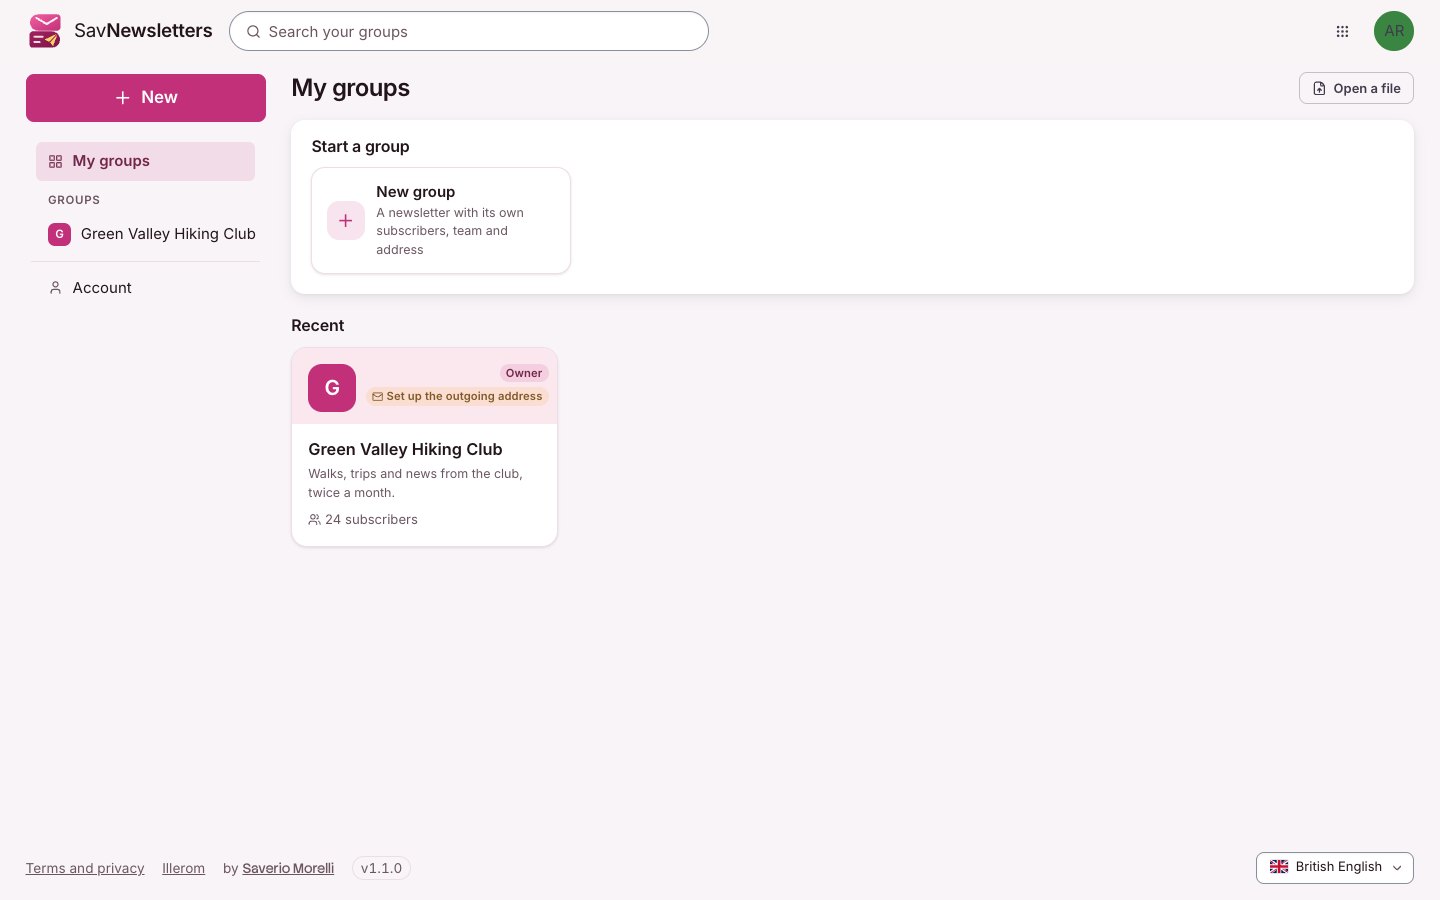 SavNewsletters
Search your groups
AR
New
My groups
Open a file
My groups
GROUPS
G
Green Valley Hiking Club
Account
Start a group
New group
A newsletter with its own
subscribers, team and
address
Recent
G
Owner
Set up the outgoing address
Green Valley Hiking Club
Walks, trips and news from the club,
twice a month.
24 subscribers
Terms and privacy
Illerom
by Saverio Morelli
v1.1.0
British English